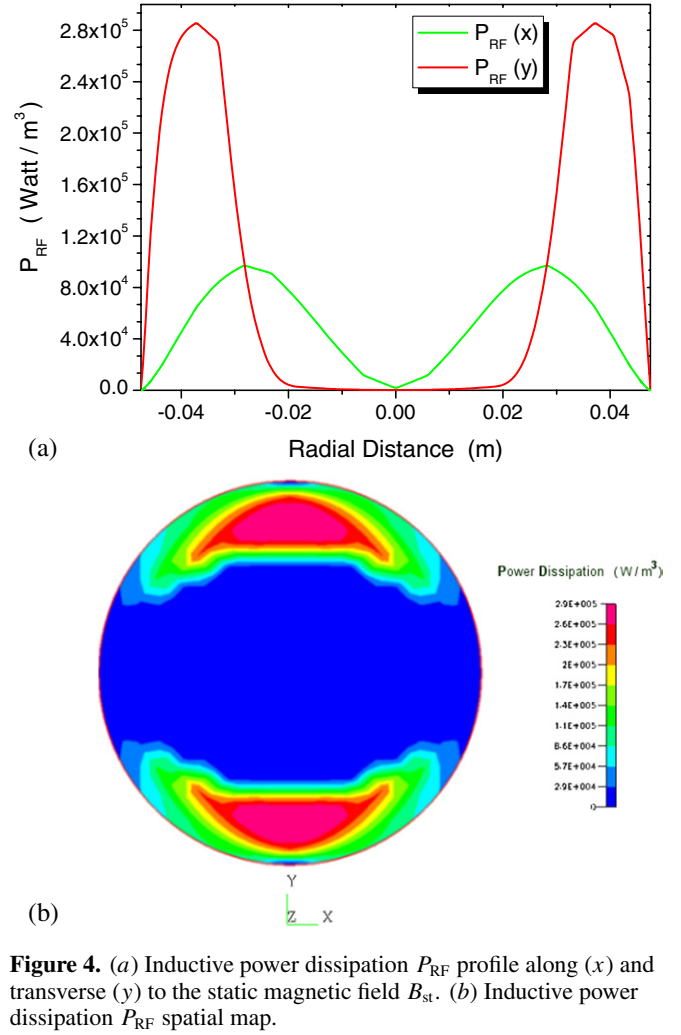 2.8x10⁵
2.4x10⁵
2.0x10⁵
1.6x10⁵
1.2x10⁵
8.0x10⁴
4.0x10⁴
0.0
P_RF ( Watt / m³ )
P_RF (x)
P_RF (y)
-0.04 -0.02 0.00 0.02 0.04
(a) Radial Distance (m)
Power Dissipation ( W / m³ )
2.9E+005
2.6E+005
2.3E+005
2E+005
1.7E+005
1.4E+005
1.1E+005
8.6E+004
5.7E+004
2.9E+004
0
Y
Z X
(b)
Figure 4. (a) Inductive power dissipation P_RF profile along (x) and
transverse (y) to the static magnetic field B_st. (b) Inductive power
dissipation P_RF spatial map.